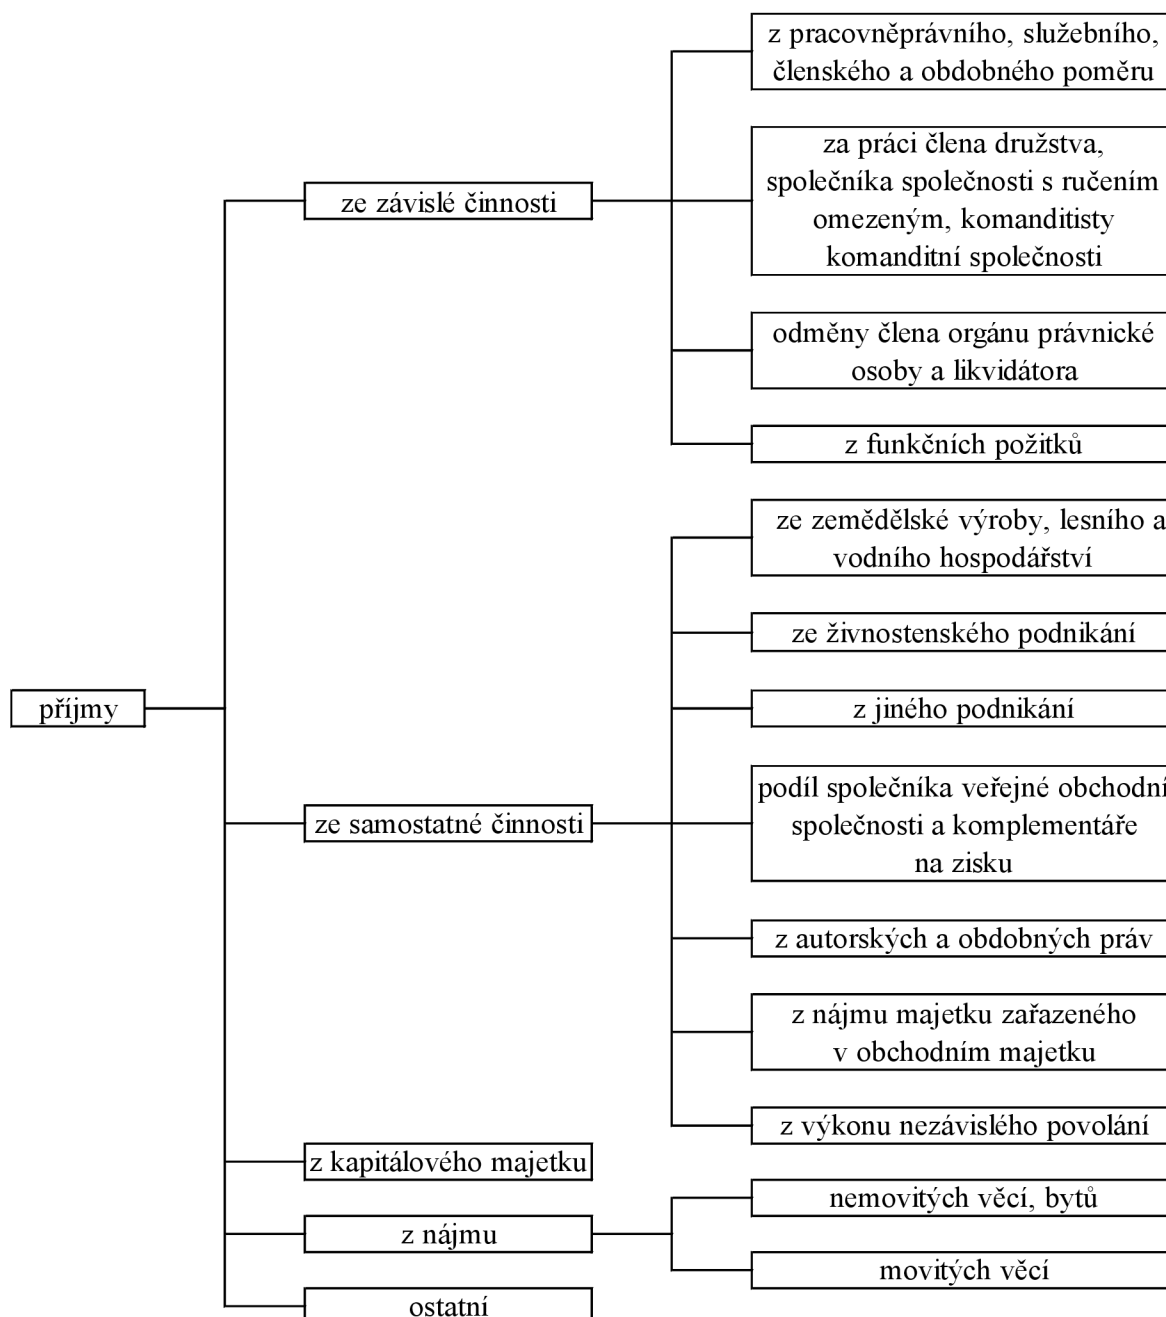 příjmy
ze závislé činnosti
z pracovněprávního, služebního,
členského a obdobného poměru
za práci člena družstva,
společníka společnosti s ručením
omezeným, komanditisty
komanditní společnosti
odměny člena orgánu právnické
osoby a likvidátora
z funkčních požitků
ze samostatné činnosti
ze zemědělské výroby, lesního a
vodního hospodářství
ze živnostenského podnikání
z jiného podnikání
podíl společníka veřejné obchodní
společnosti a komplementáře
na zisku
z autorských a obdobných práv
z nájmu majetku zařazeného
v obchodním majetku
z výkonu nezávislého povolání
z kapitálového majetku
z nájmu
nemovitých věcí, bytů
movitých věcí
ostatní